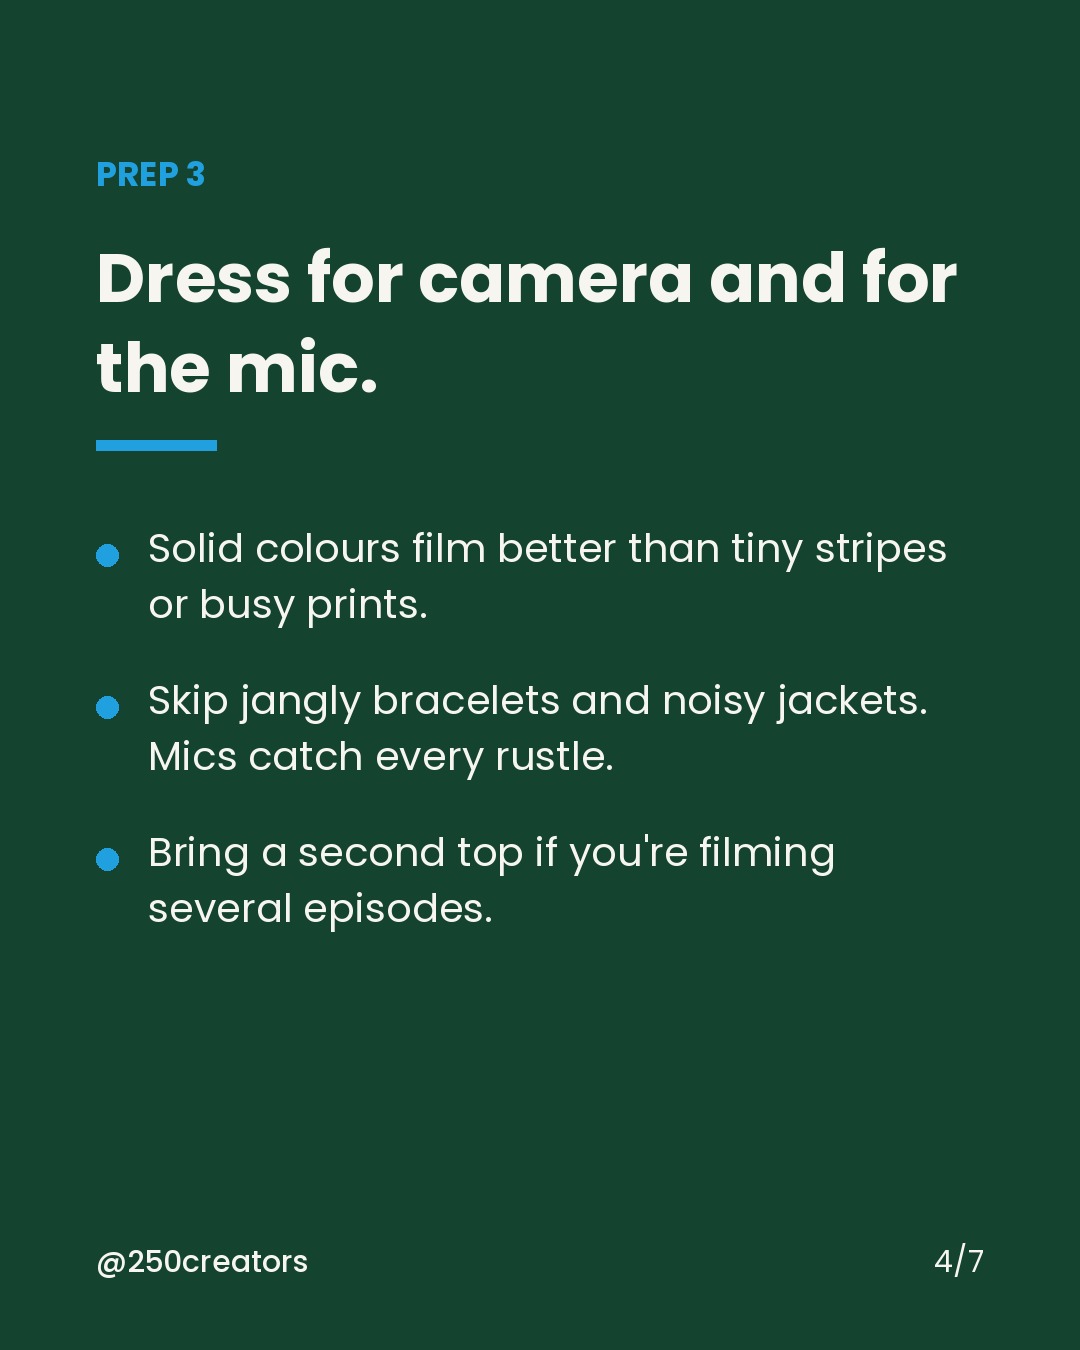 PREP 3
Dress for camera and for
the mic.
Solid colours film better than tiny stripes
or busy prints.
Skip jangly bracelets and noisy jackets.
Mics catch every rustle.
Bring a second top if you're filming
several episodes.
@250creators
4/7